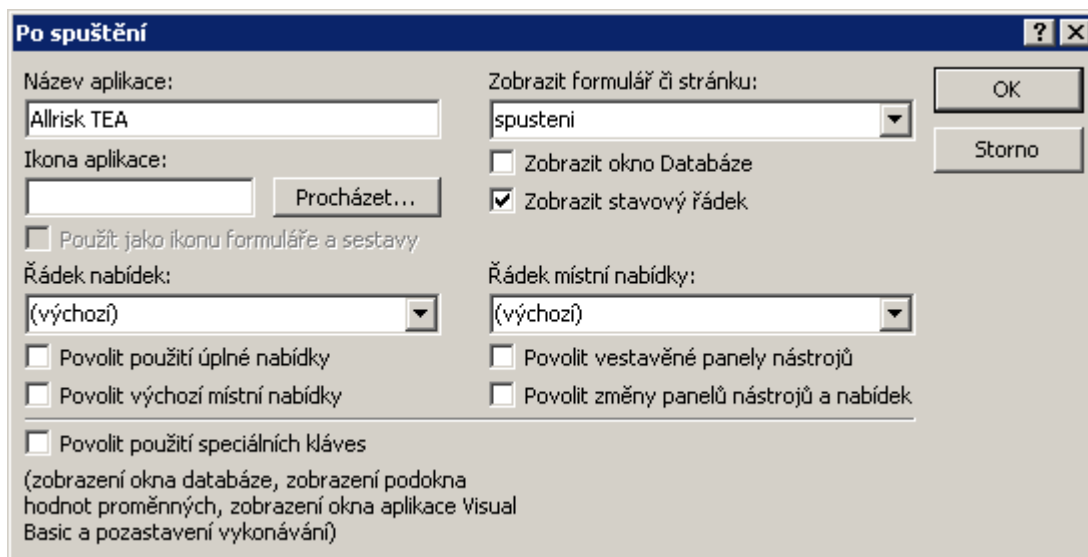 Po spuštění
Název aplikace:
Allrisk TEA
Ikona aplikace:
Procházet...
Použít jako ikonu formuláře a sestavy
Řádek nabídek:
(výchozí)
Povolit použití úplné nabídky
Povolit výchozí místní nabídky
Zobrazit formulář či stránku:
spusteni
Zobrazit okno Databáze
Zobrazit stavový řádek
Řádek místní nabídky:
(výchozí)
Povolit vestavěné panely nástrojů
Povolit změny panelů nástrojů a nabídek
OK
Storno
Povolit použití speciálních kláves
(zobrazení okna databáze, zobrazení podokna
hodnot proměnných, zobrazení okna aplikace Visual
Basic a pozastavení vykonávání)